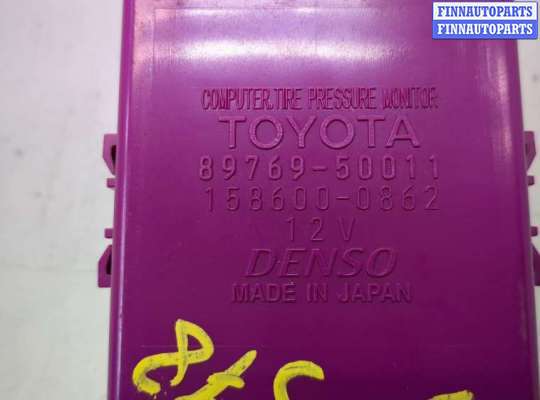 FINNAUTOPARTS
FINNAUTOPARTS
COMPUTER.TIRE PRESSURE MONITOR
TOYOTA
89769-50011
158600-0862
12V
DENSO
MADE IN JAPAN